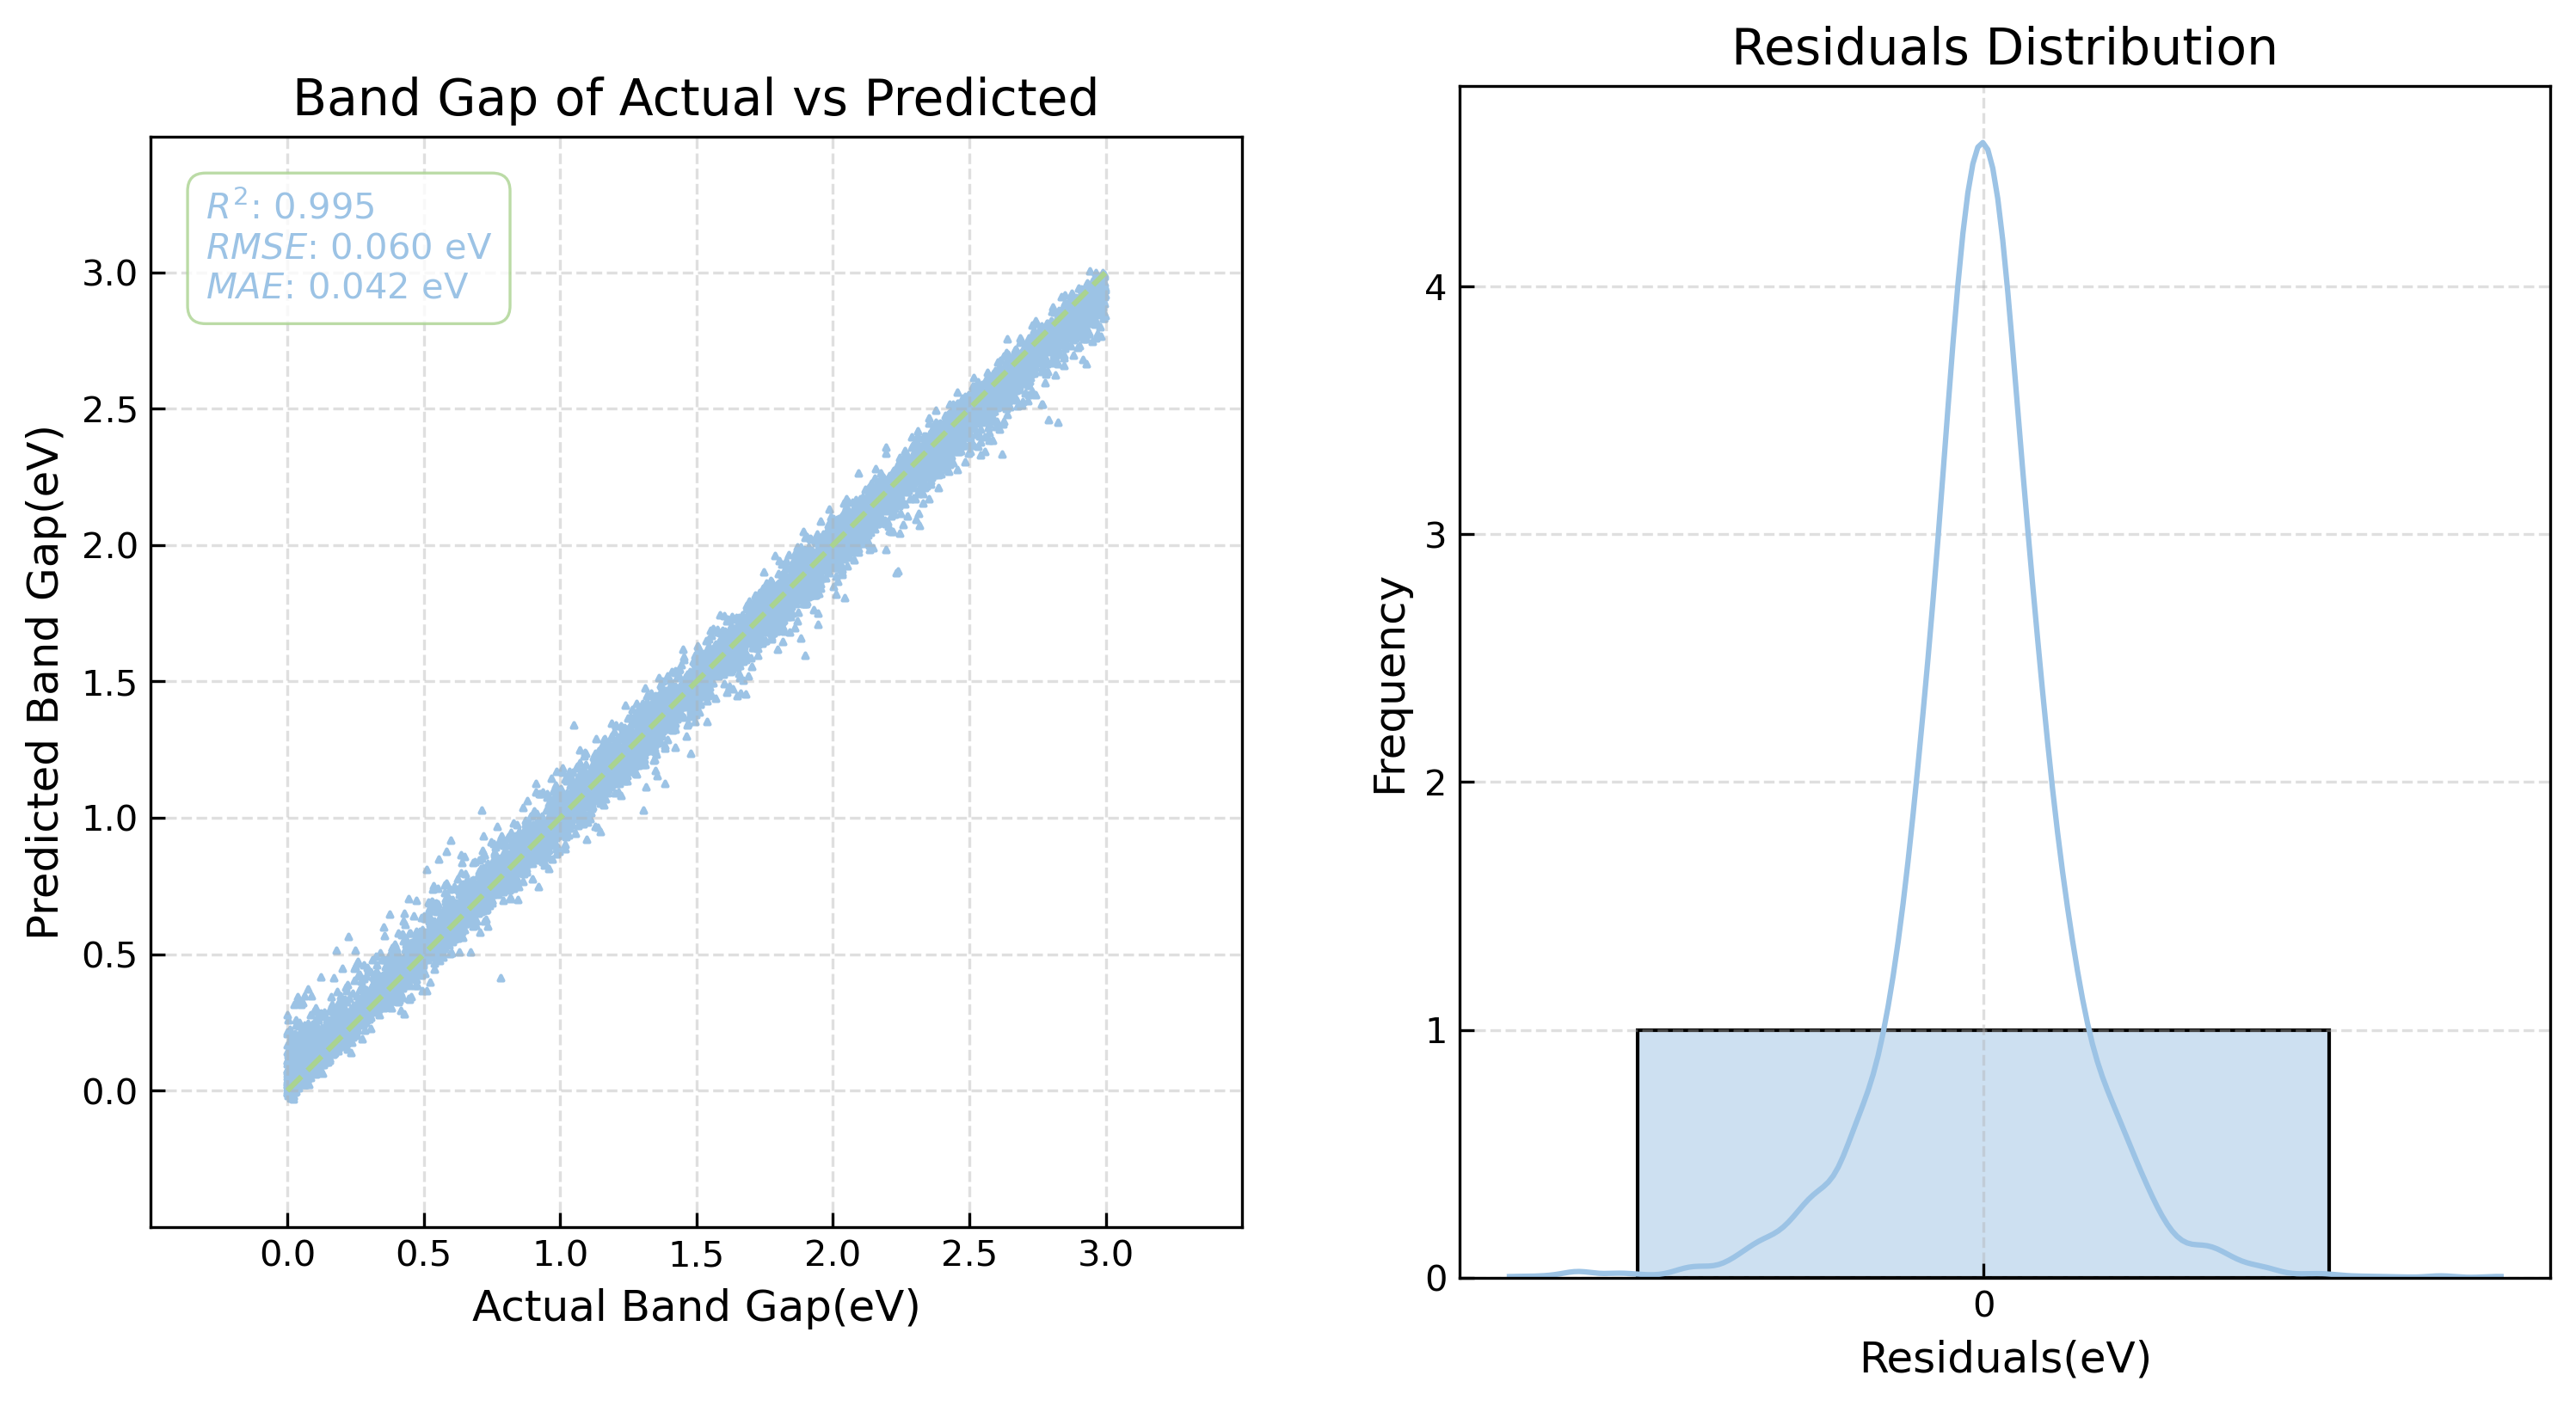 Band Gap of Actual vs Predicted
R²: 0.995
RMSE: 0.060 eV
MAE: 0.042 eV
3.0
2.5
2.0
1.5
1.0
0.5
0.0
Predicted Band Gap(eV)
0.0 0.5 1.0 1.5 2.0 2.5 3.0
Actual Band Gap(eV)
Residuals Distribution
4
3
2
1
0
Frequency
0
Residuals(eV)